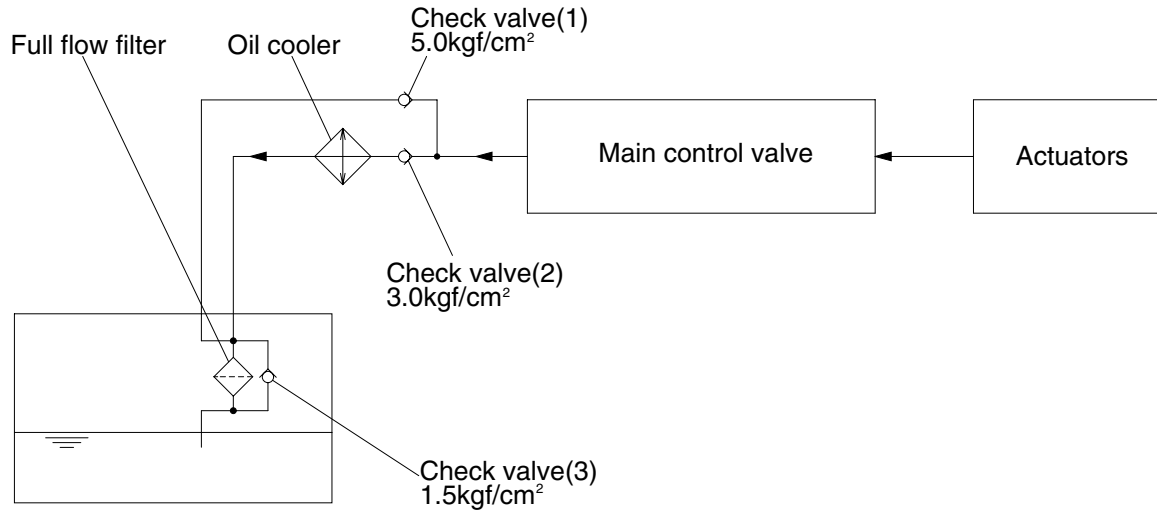 Check valve(1)
5.0kgf/cm²
Full flow filter
Oil cooler
Main control valve
Actuators
Check valve(2)
3.0kgf/cm²
Check valve(3)
1.5kgf/cm²